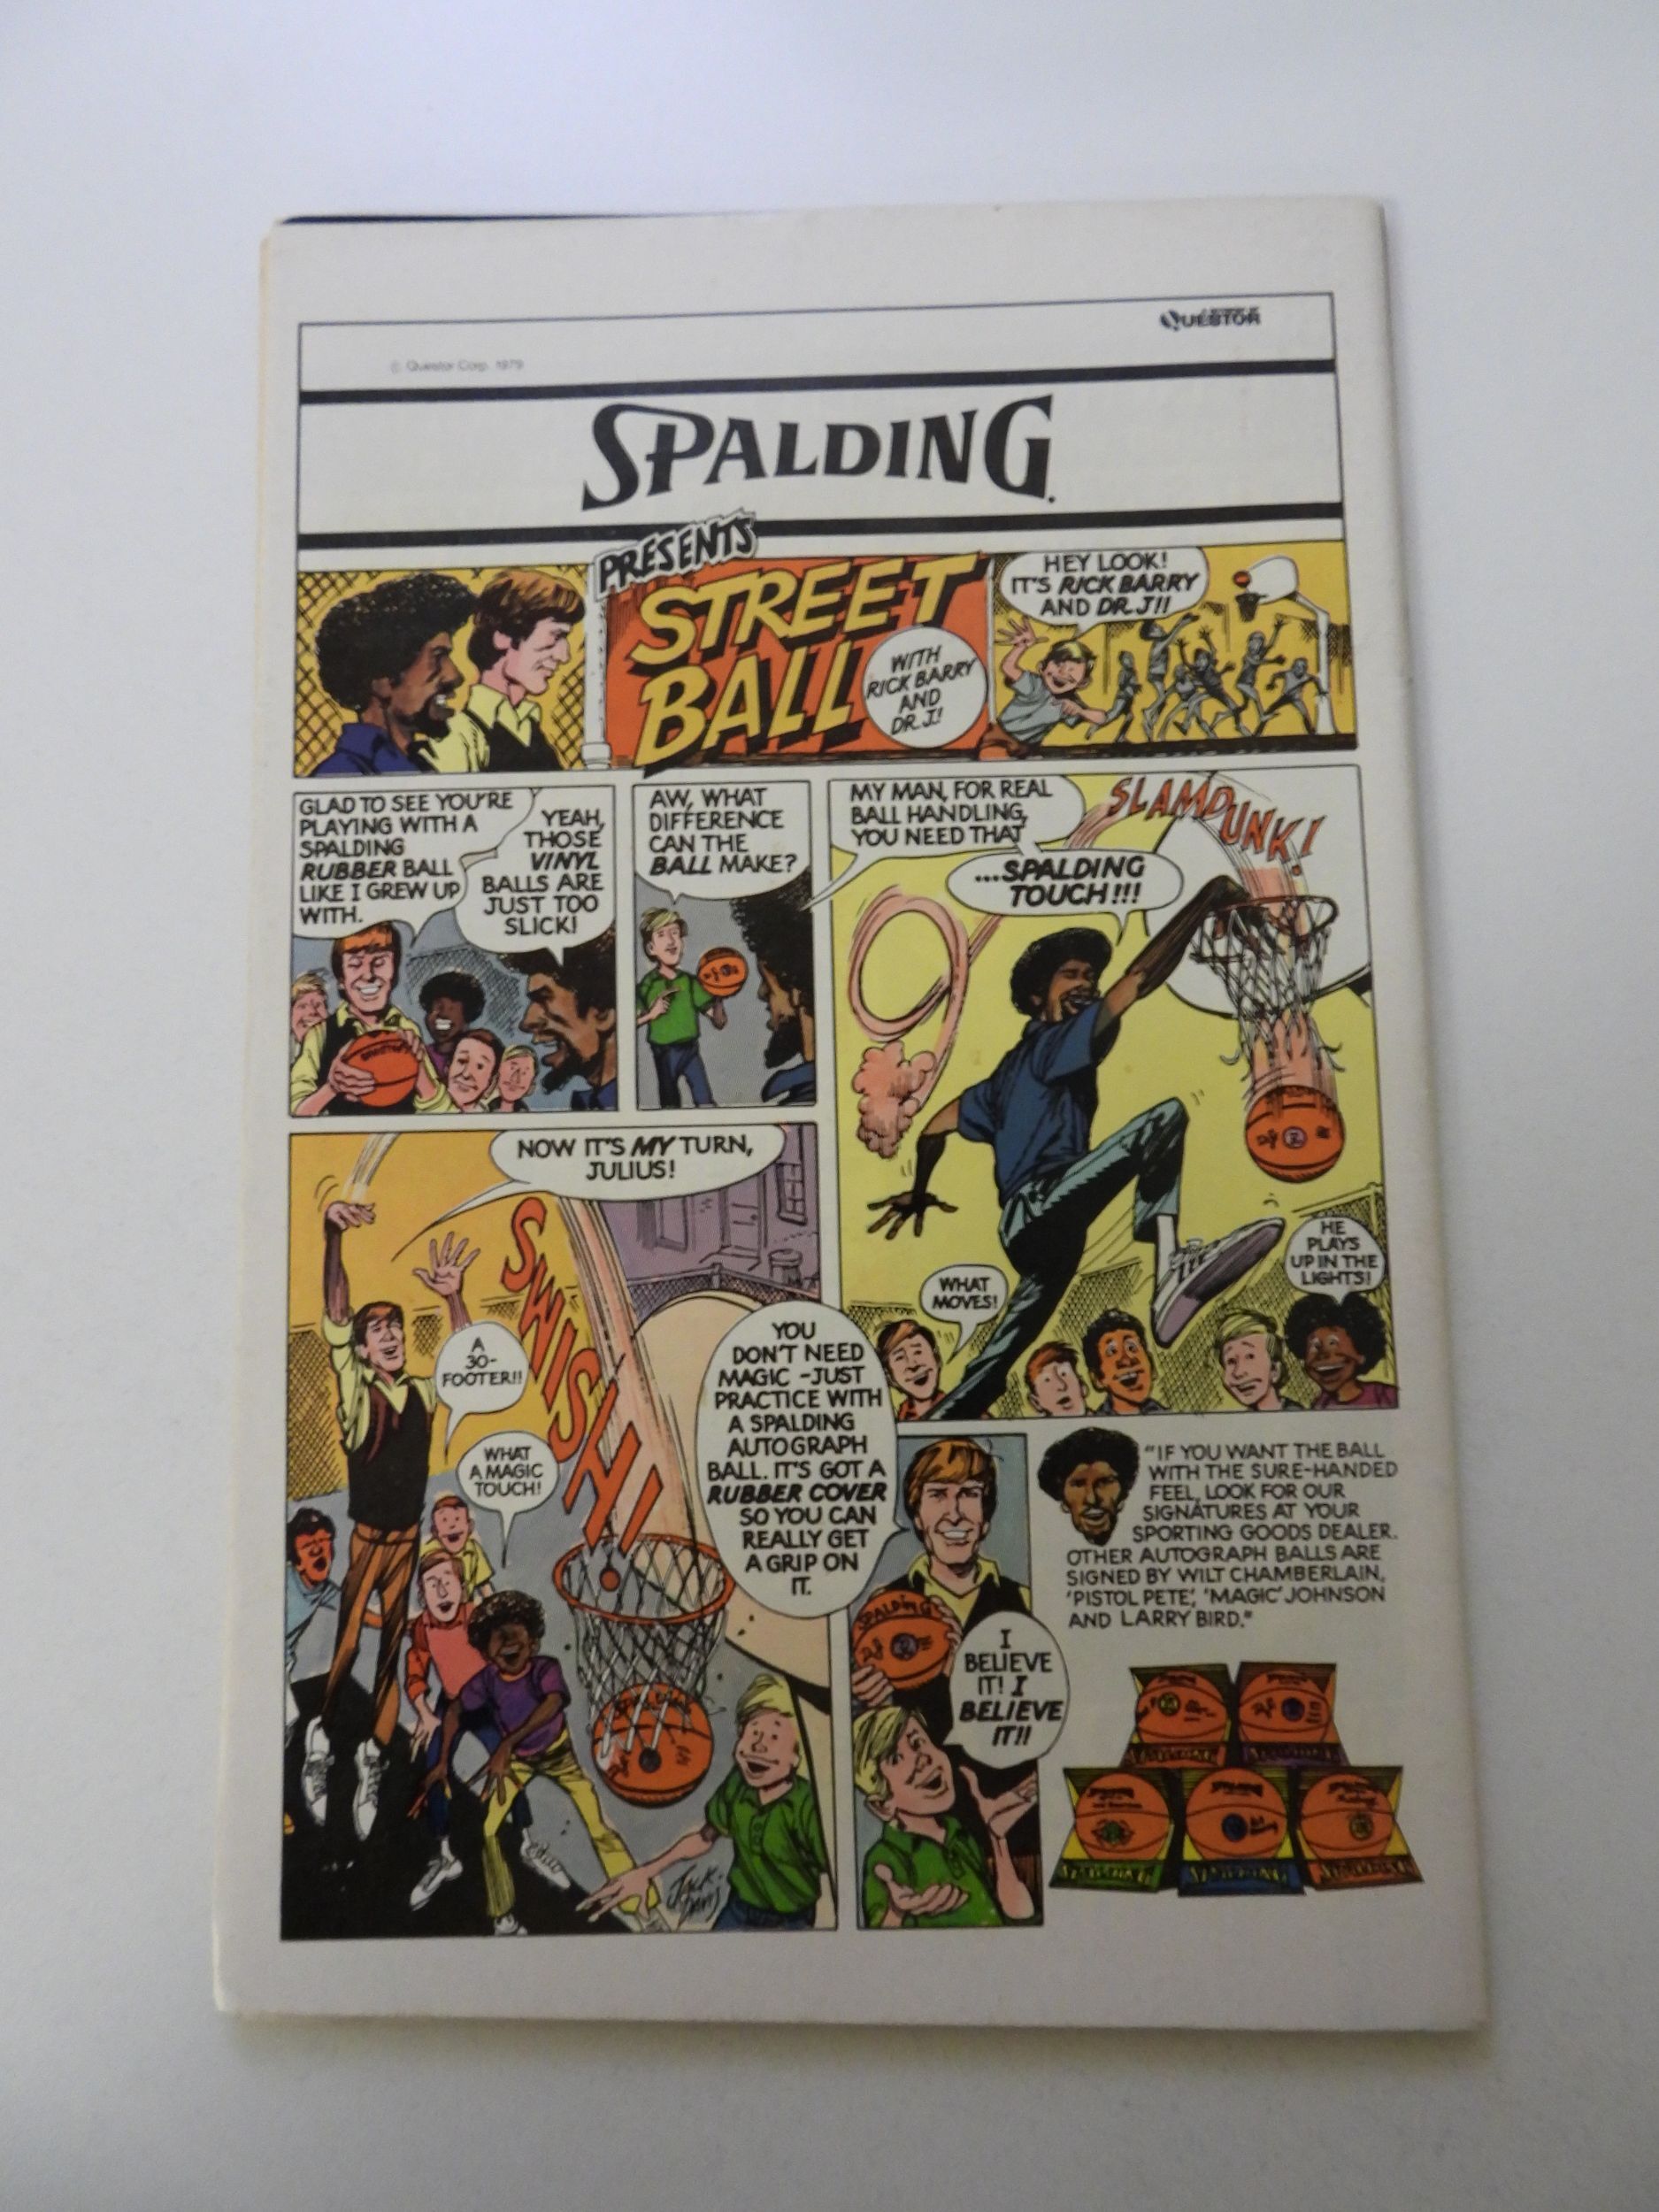 QUESTOR
© Questor Corp. 1979
SPALDING
PRESENTS
STREET
BALL
WITH
RICK BARRY
AND
DR. J!
HEY LOOK!
IT'S RICK BARRY
AND DR. J!!
GLAD TO SEE YOU'RE
PLAYING WITH A
SPALDING
RUBBER BALL
LIKE I GREW UP
WITH.
YEAH,
THOSE
VINYL
BALLS ARE
JUST TOO
SLICK!
AW, WHAT
DIFFERENCE
CAN THE
BALL MAKE?
MY MAN, FOR REAL
BALL HANDLING,
YOU NEED THAT
...SPALDING
TOUCH!!!
SLAMDUNK!
WHAT
MOVES!
HE
PLAYS
UP IN THE
LIGHTS!
NOW IT'S MY TURN,
JULIUS!
SWISH!
A
30-
FOOTER!!
WHAT
A MAGIC
TOUCH!
YOU
DON'T NEED
MAGIC -JUST
PRACTICE WITH
A SPALDING
AUTOGRAPH
BALL. IT'S GOT A
RUBBER COVER
SO YOU CAN
REALLY GET
A GRIP ON
IT.
SPALDING
I
BELIEVE
IT! I
BELIEVE
IT!!
"IF YOU WANT THE BALL
WITH THE SURE-HANDED
FEEL, LOOK FOR OUR
SIGNATURES AT YOUR
SPORTING GOODS DEALER.
OTHER AUTOGRAPH BALLS ARE
SIGNED BY WILT CHAMBERLAIN,
'PISTOL PETE', 'MAGIC' JOHNSON
AND LARRY BIRD."
JACK
DAVIS